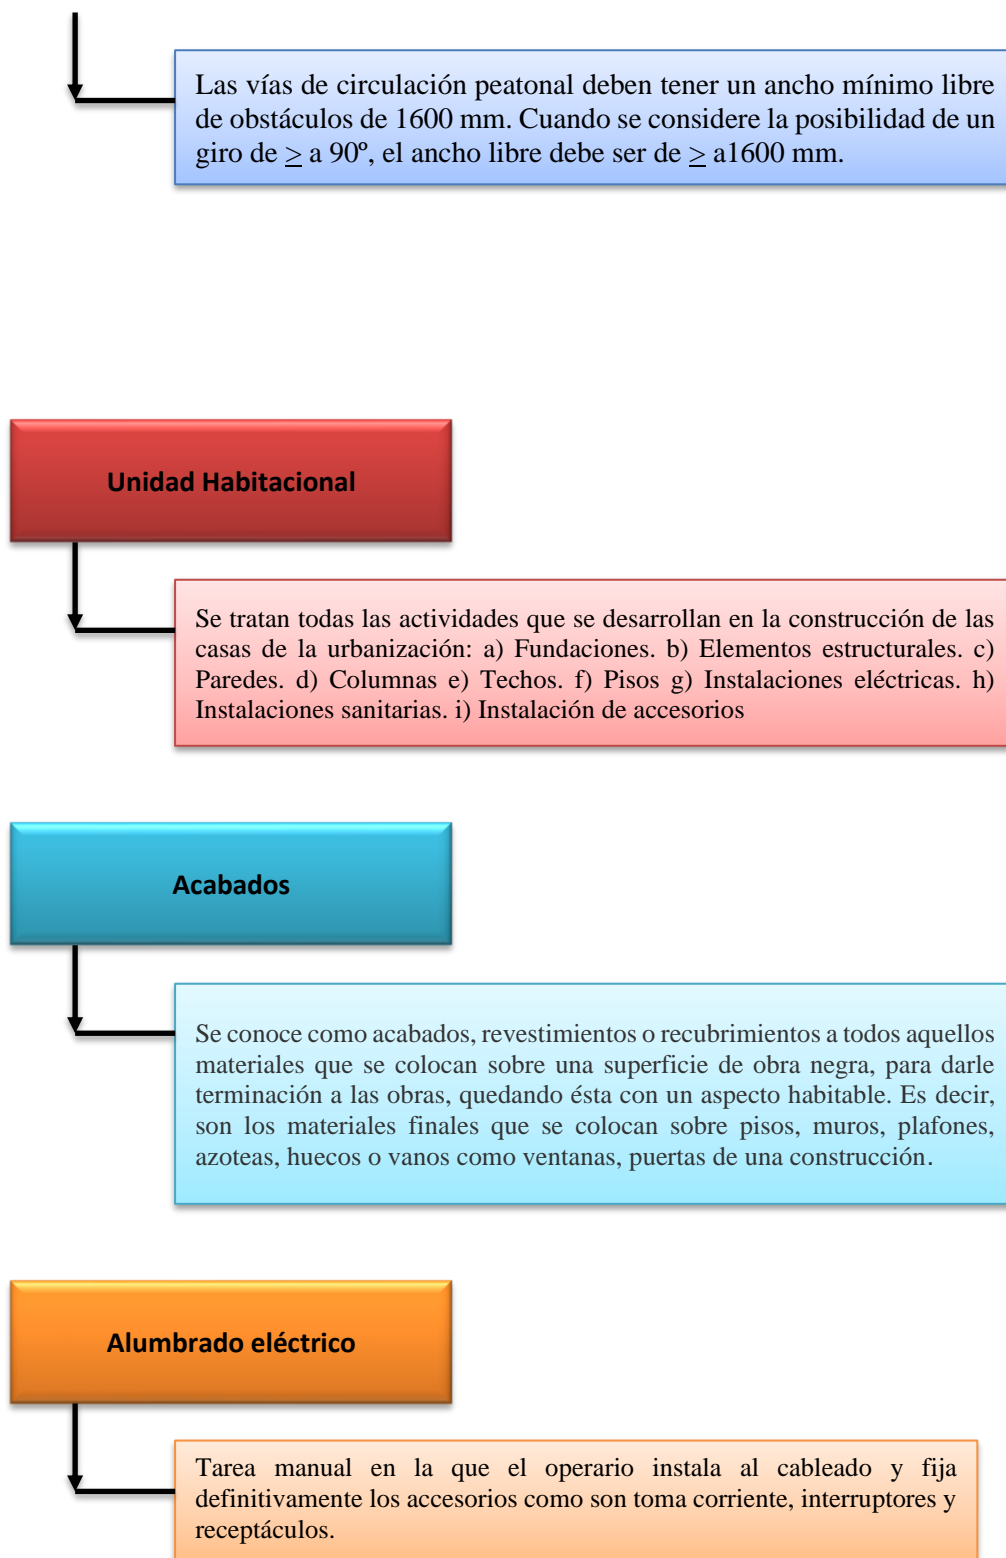 Las vías de circulación peatonal deben tener un ancho mínimo libre
de obstáculos de 1600 mm. Cuando se considere la posibilidad de un
giro de ≥ a 90º, el ancho libre debe ser de ≥ a1600 mm.
Unidad Habitacional
Se tratan todas las actividades que se desarrollan en la construcción de las
casas de la urbanización: a) Fundaciones. b) Elementos estructurales. c)
Paredes. d) Columnas e) Techos. f) Pisos g) Instalaciones eléctricas. h)
Instalaciones sanitarias. i) Instalación de accesorios
Acabados
Se conoce como acabados, revestimientos o recubrimientos a todos aquellos
materiales que se colocan sobre una superficie de obra negra, para darle
terminación a las obras, quedando ésta con un aspecto habitable. Es decir,
son los materiales finales que se colocan sobre pisos, muros, plafones,
azoteas, huecos o vanos como ventanas, puertas de una construcción.
Alumbrado eléctrico
Tarea manual en la que el operario instala al cableado y fija
definitivamente los accesorios como son toma corriente, interruptores y
receptáculos.